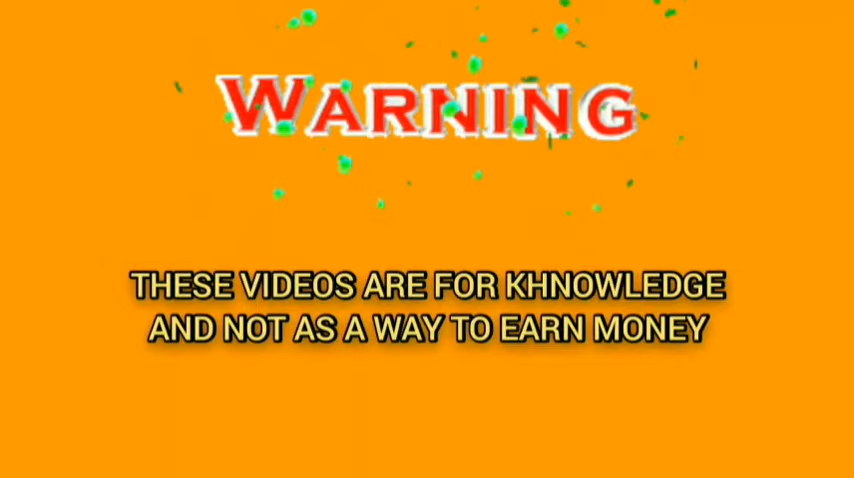 WARNING
THESE VIDEOS ARE FOR KHNOWLEDGE
AND NOT AS A WAY TO EARN MONEY